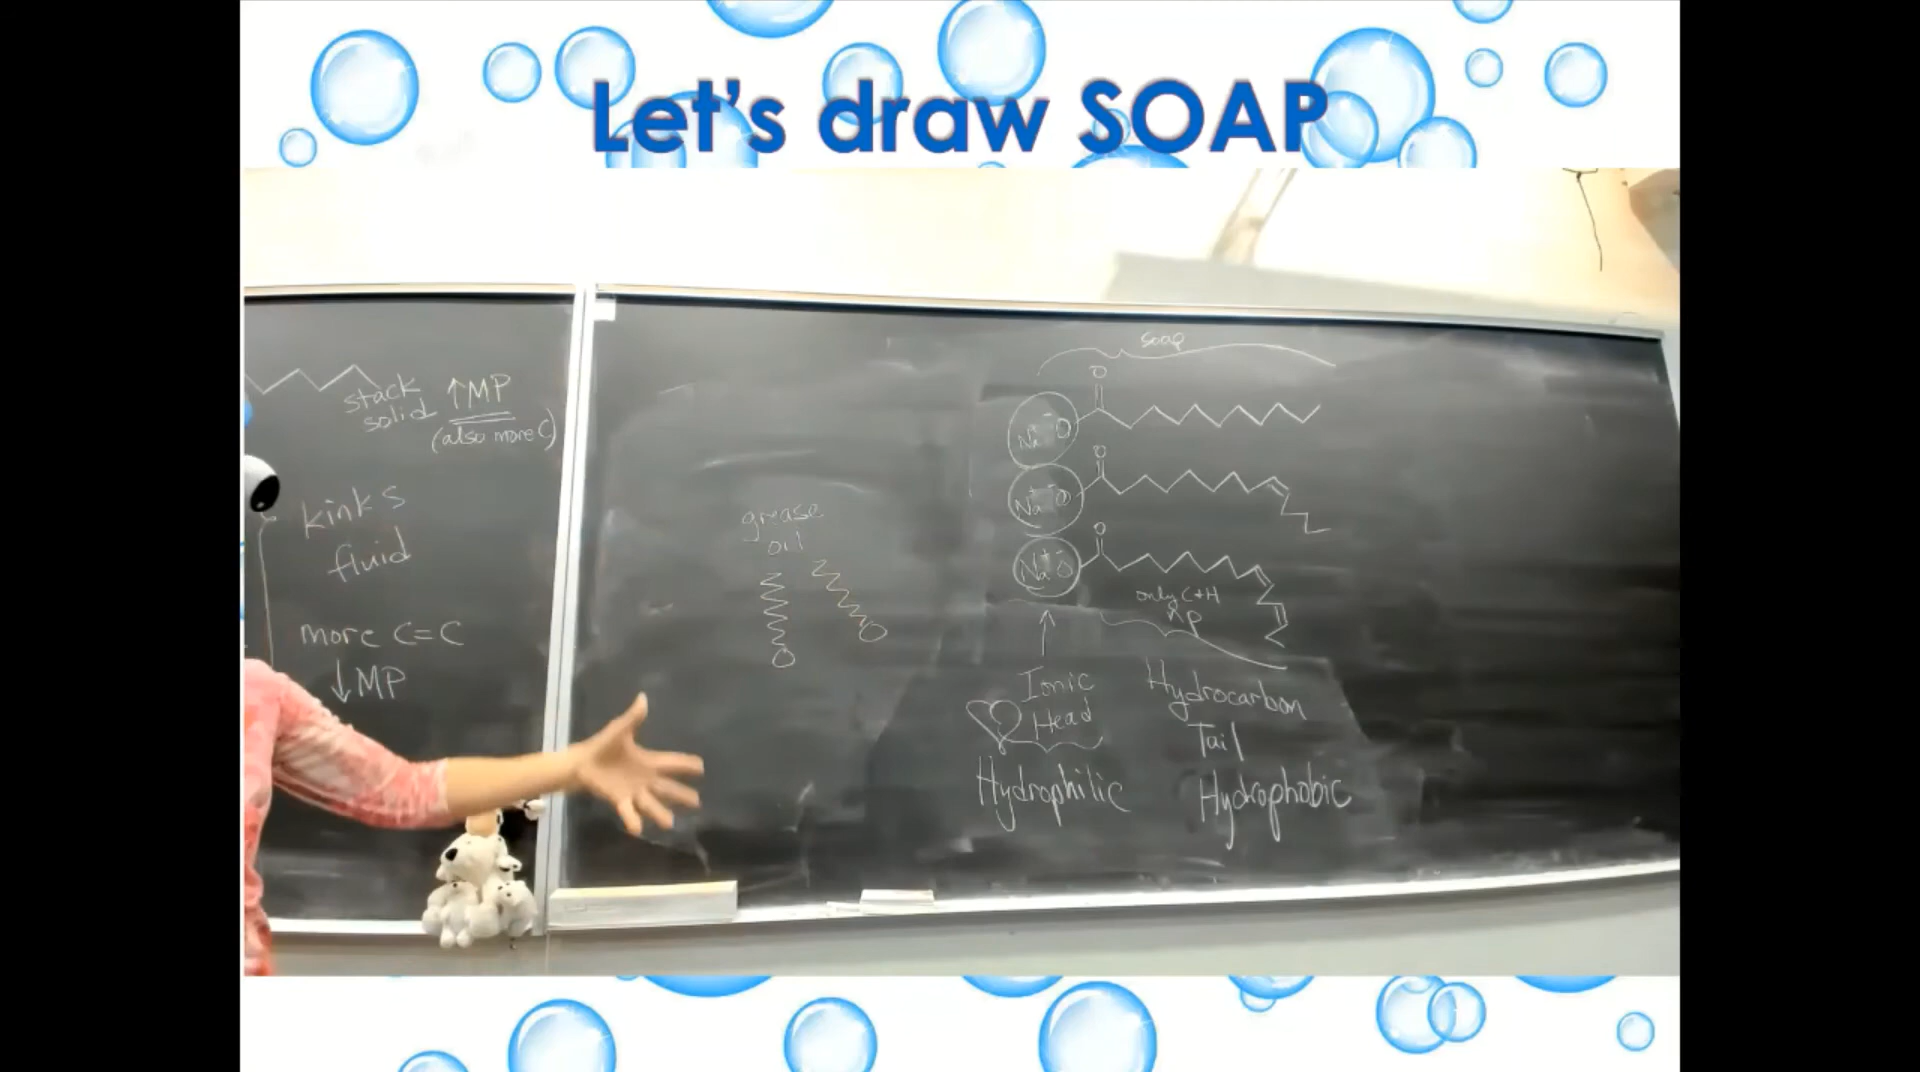 Let's draw SOAP
stack ↑MP
solid
(also more C)
kinks
fluid
more C=C
↓MP
grease
oil
soap
O
Na⁺ ⁻O
O
Na⁺ ⁻O
O
Na⁺ ⁻O
only C+H
Ionic
Head
Hydrophilic
Hydrocarbon
Tail
Hydrophobic